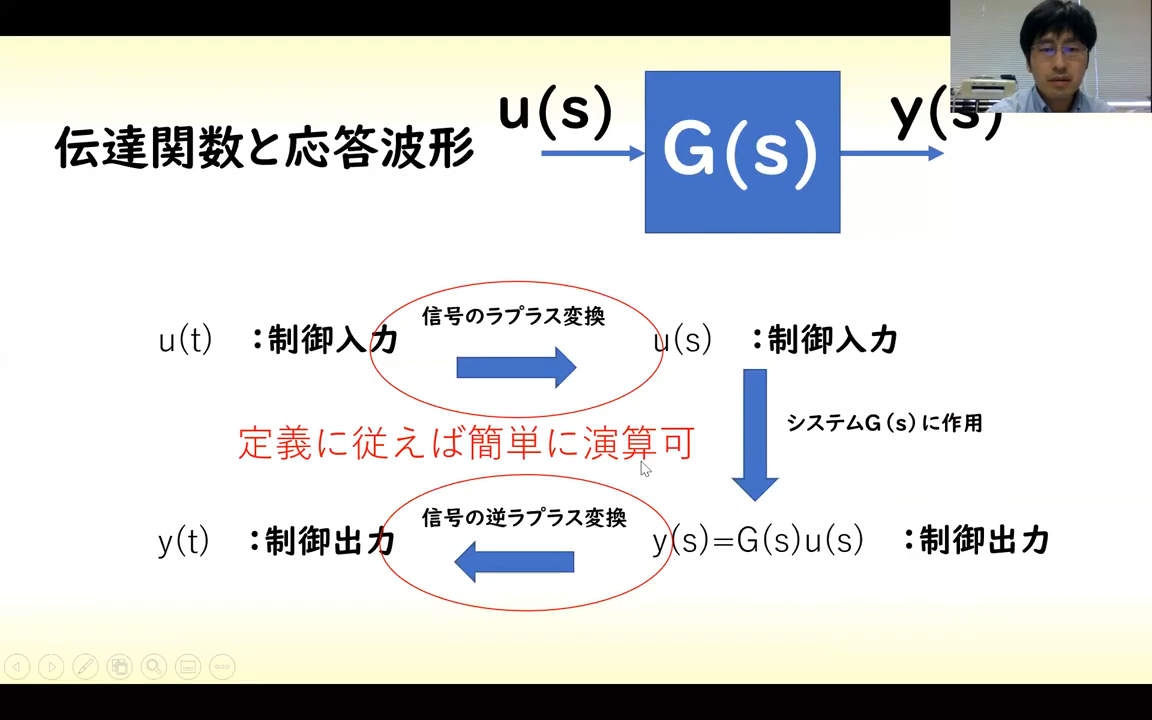 u(s)
G(s)
y(s)
伝達関数と応答波形
信号のラプラス変換
u(t) :制御入力
u(s) :制御入力
システムG(s)に作用
定義に従えば簡単に演算可
信号の逆ラプラス変換
y(t) :制御出力
y(s)=G(s)u(s) :制御出力